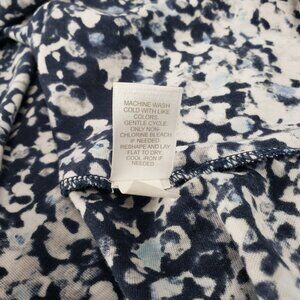 MACHINE WASH
COLD WITH LIKE
COLORS,
GENTLE CYCLE.
ONLY NON-
CHLORINE BLEACH
IF NEEDED
RESHAPE AND LAY
FLAT TO DRY.
COOL IRON IF
NEEDED